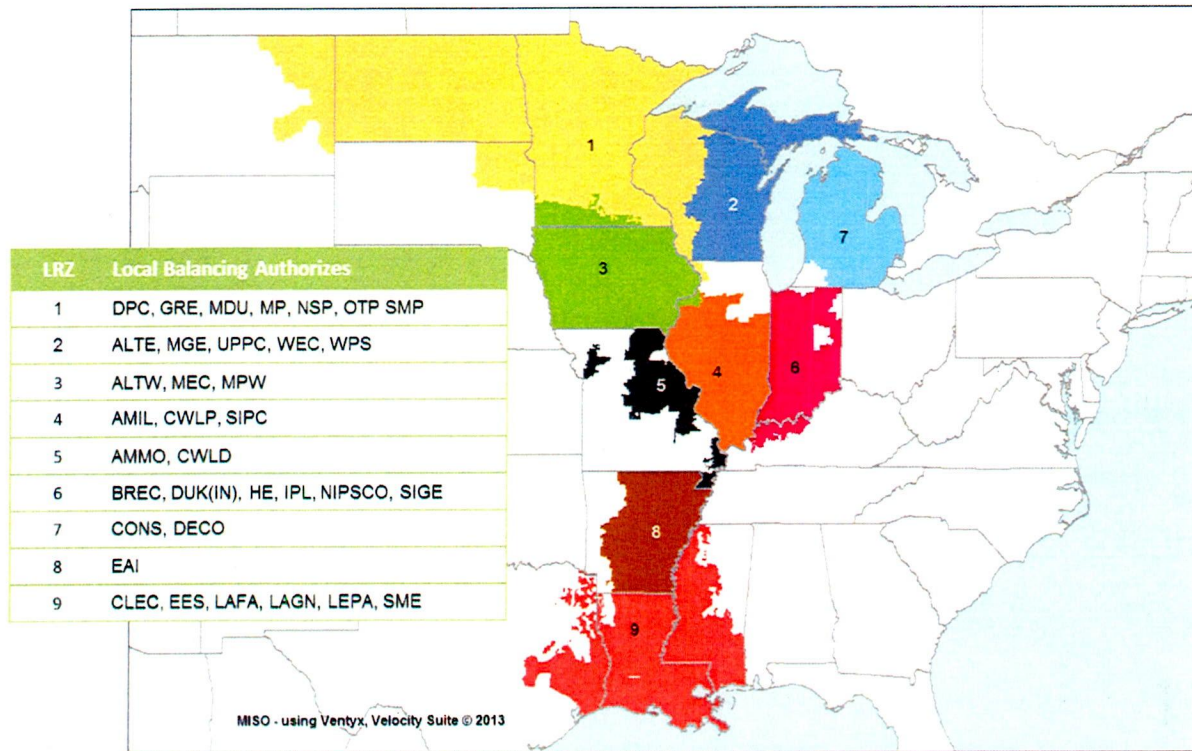 1
2
7
3
4
6
5
8
9
LRZ Local Balancing Authorizes
1 DPC, GRE, MDU, MP, NSP, OTP SMP
2 ALTE, MGE, UPPC, WEC, WPS
3 ALTW, MEC, MPW
4 AMIL, CWLP, SIPC
5 AMMO, CWLD
6 BREC, DUK(IN), HE, IPL, NIPSCO, SIGE
7 CONS, DECO
8 EAI
9 CLEC, EES, LAFA, LAGN, LEPA, SME
MISO - using Ventyx, Velocity Suite © 2013